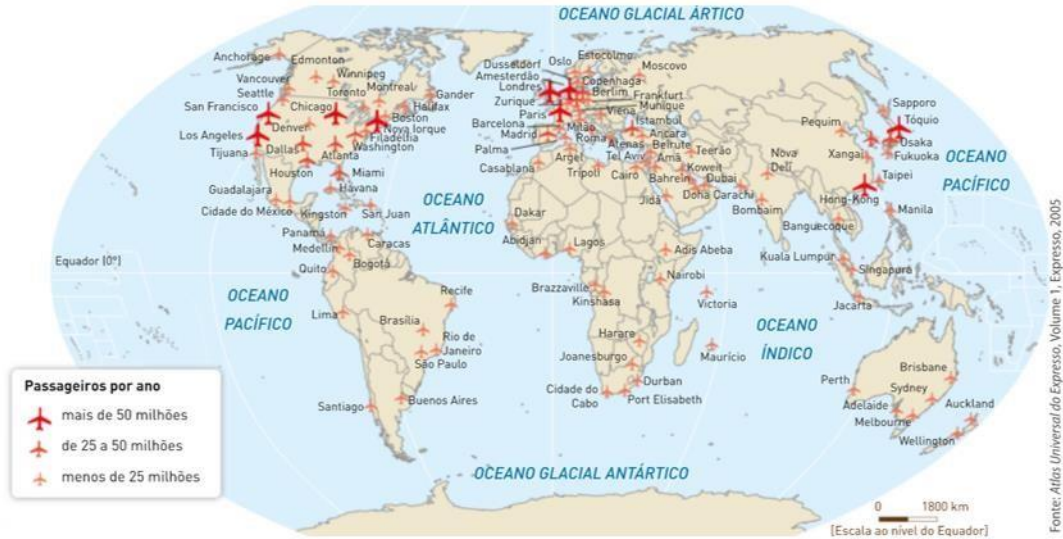 OCEANO GLACIAL ÁRTICO
Anchorage
Edmonton
Vancouver
Winnipeg
Seattle
Toronto
Montreal
Gander
San Francisco
Chicago
Halifax
Boston
Nova Iorque
Filadélfia
Los Angeles
Denver
Washington
Tijuana
Dallas
Atlanta
Houston
Miami
Guadalajara
Havana
Cidade do México
Kingston
San Juan
Panamá
Caracas
Medellín
Bogotá
Quito
Lima
Recife
Brasília
Rio de
Janeiro
São Paulo
Santiago
Buenos Aires
Estocolmo
Dusseldorf
Oslo
Moscovo
Amesterdão
Copenhaga
Londres
Berlim
Frankfurt
Zurique
Munique
Paris
Viena
Barcelona
Milão
Istambul
Madrid
Roma
Ancara
Palma
Atenas
Beirute
Teerão
Casablanca
Argel
Tel Aviv
Amã
Tripoli
Cairo
Koweit
Bahrein
Dubai
Jidá
Doha
Carachi
Nova
Deli
Bombaim
Dakar
Abidjan
Lagos
Adis Abeba
Brazzaville
Nairobi
Kinshasa
Victoria
Harare
Joanesburgo
Maurício
Durban
Cidade do
Cabo
Port Elisabeth
Sapporo
Pequim
Tóquio
Osaka
Xangai
Fukuoka
Taipei
Hong-Kong
Manila
Banguecoque
Kuala Lumpur
Singapura
Jacarta
Brisbane
Perth
Sydney
Adelaide
Auckland
Melbourne
Wellington
OCEANO
ATLÂNTICO
OCEANO
PACÍFICO
OCEANO
PACÍFICO
OCEANO
ÍNDICO
Equador (0°)
OCEANO GLACIAL ANTÁRTICO
Passageiros por ano
mais de 50 milhões
de 25 a 50 milhões
menos de 25 milhões
0 1800 km
[Escala ao nível do Equador]
Fonte: Atlas Universal do Expresso, Volume 1, Expresso, 2005